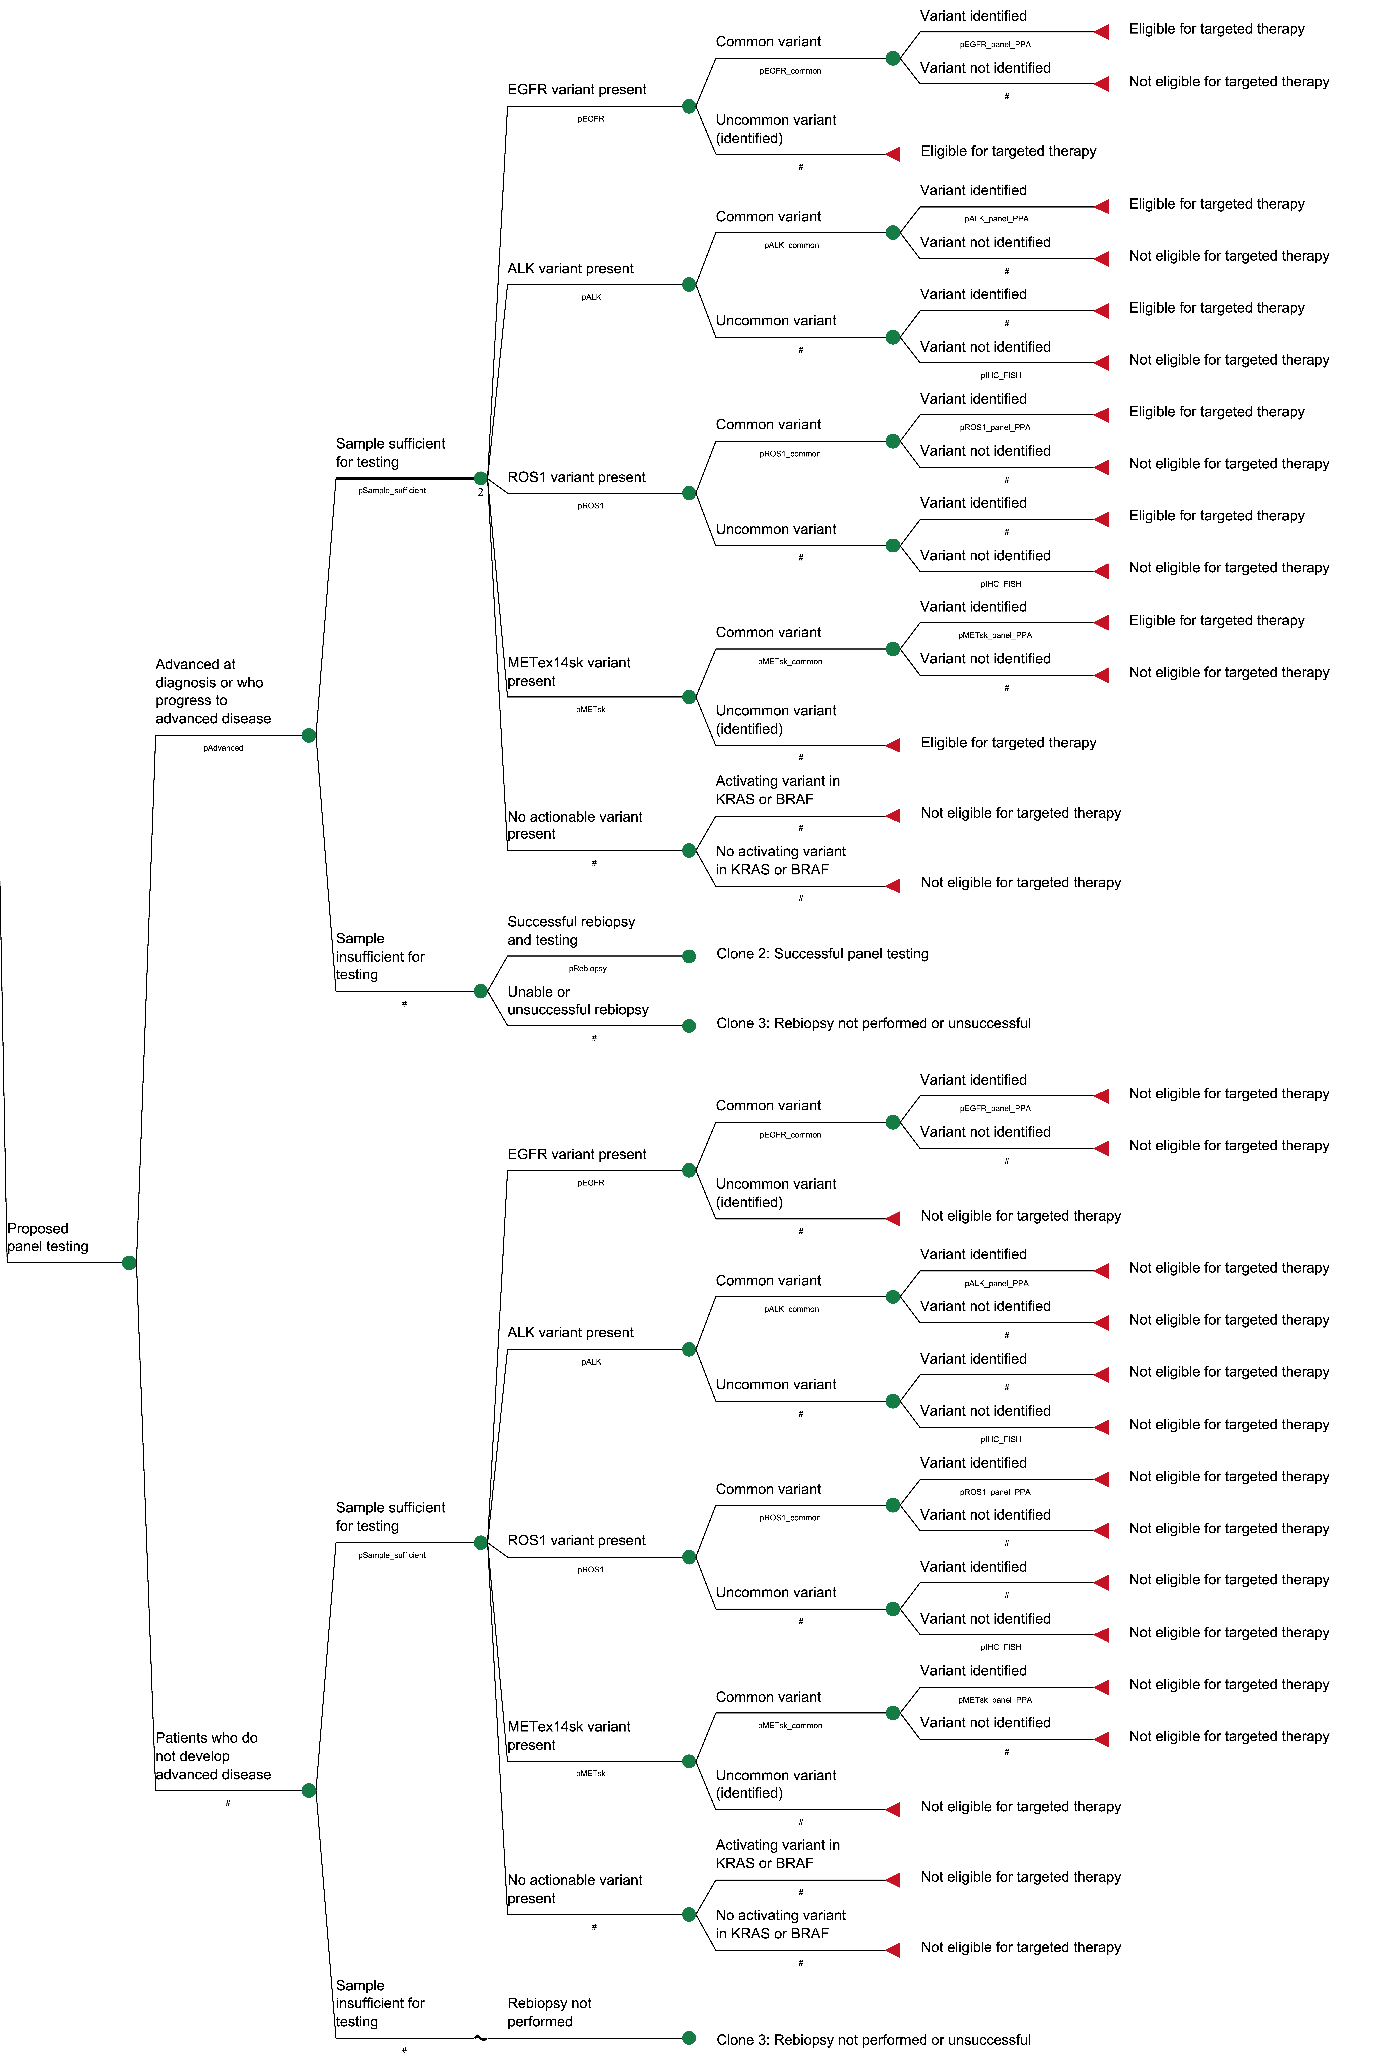 Variant identified
Eligible for targeted therapy
pEGFR_panel_PPA
Common variant
pEGFR_common
Variant not identified
Not eligible for targeted therapy
#
EGFR variant present
pEGFR
Uncommon variant
(identified)
Eligible for targeted therapy
#
Variant identified
Eligible for targeted therapy
pALK_panel_PPA
Common variant
pALK_common
Variant not identified
Not eligible for targeted therapy
#
ALK variant present
pALK
Variant identified
Eligible for targeted therapy
#
Uncommon variant
#
Variant not identified
Not eligible for targeted therapy
pIHC_FISH
Variant identified
Eligible for targeted therapy
pROS1_panel_PPA
Common variant
pROS1_common
Variant not identified
Not eligible for targeted therapy
#
Sample sufficient
for testing
pSample_sufficient
2
ROS1 variant present
pROS1
Variant identified
Eligible for targeted therapy
#
Uncommon variant
#
Variant not identified
Not eligible for targeted therapy
pIHC_FISH
Variant identified
Eligible for targeted therapy
pMETsk_panel_PPA
Common variant
pMETsk_common
Variant not identified
Not eligible for targeted therapy
#
METex14sk variant
present
pMETsk
Uncommon variant
(identified)
Eligible for targeted therapy
#
Advanced at
diagnosis or who
progress to
advanced disease
pAdvanced
Activating variant in
KRAS or BRAF
Not eligible for targeted therapy
#
No actionable variant
present
#
No activating variant
in KRAS or BRAF
Not eligible for targeted therapy
#
Sample
insufficient for
testing
#
Successful rebiopsy
and testing
pRebiopsy
Clone 2: Successful panel testing
Unable or
unsuccessful rebiopsy
#
Clone 3: Rebiopsy not performed or unsuccessful
Proposed
panel testing
Variant identified
Not eligible for targeted therapy
pEGFR_panel_PPA
Common variant
pEGFR_common
Variant not identified
Not eligible for targeted therapy
#
EGFR variant present
pEGFR
Uncommon variant
(identified)
Not eligible for targeted therapy
#
Variant identified
Not eligible for targeted therapy
pALK_panel_PPA
Common variant
pALK_common
Variant not identified
Not eligible for targeted therapy
#
ALK variant present
pALK
Variant identified
Not eligible for targeted therapy
#
Uncommon variant
#
Variant not identified
Not eligible for targeted therapy
pIHC_FISH
Variant identified
Not eligible for targeted therapy
pROS1_panel_PPA
Common variant
pROS1_common
Variant not identified
Not eligible for targeted therapy
#
Sample sufficient
for testing
pSample_sufficient
ROS1 variant present
pROS1
Variant identified
Not eligible for targeted therapy
#
Uncommon variant
#
Variant not identified
Not eligible for targeted therapy
pIHC_FISH
Variant identified
Not eligible for targeted therapy
pMETsk_panel_PPA
Common variant
pMETsk_common
Variant not identified
Not eligible for targeted therapy
#
METex14sk variant
present
pMETsk
Uncommon variant
(identified)
Not eligible for targeted therapy
#
Patients who do
not develop
advanced disease
#
Activating variant in
KRAS or BRAF
Not eligible for targeted therapy
#
No actionable variant
present
#
No activating variant
in KRAS or BRAF
Not eligible for targeted therapy
#
Sample
insufficient for
testing
#
Rebiopsy not
performed
Clone 3: Rebiopsy not performed or unsuccessful